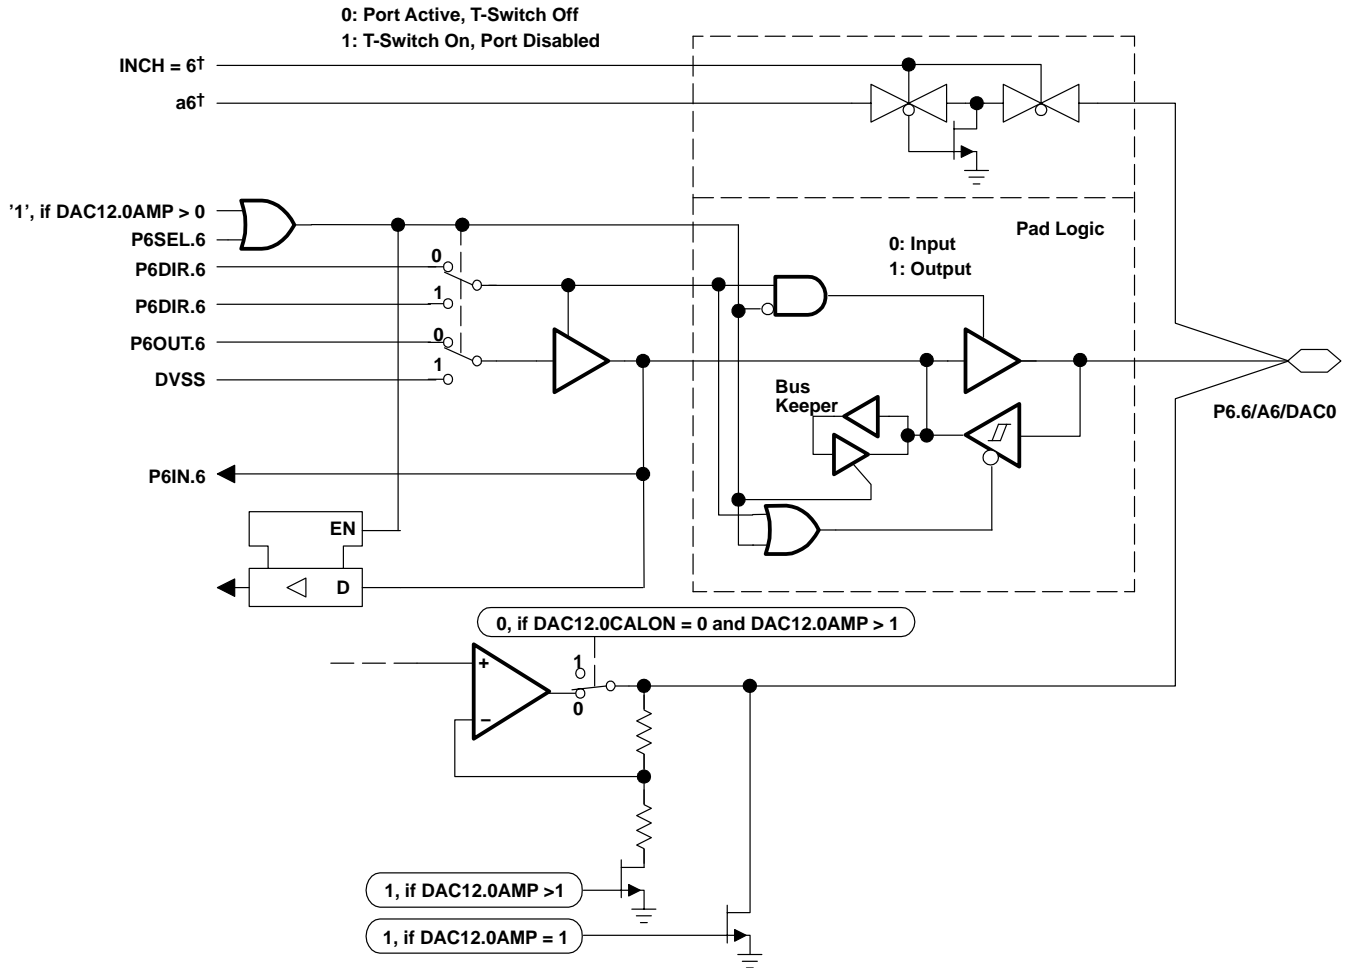 0: Port Active, T-Switch Off
1: T-Switch On, Port Disabled
INCH = 6†
a6†
’1’, if DAC12.0AMP > 0
P6SEL.6
P6DIR.6
0
P6DIR.6
1
P6OUT.6
0
DVSS
1
Pad Logic
0: Input
1: Output
Bus
Keeper
P6.6/A6/DAC0
P6IN.6
EN
D
0, if DAC12.0CALON = 0 and DAC12.0AMP > 1
+
−
1
0
1, if DAC12.0AMP >1
1, if DAC12.0AMP = 1